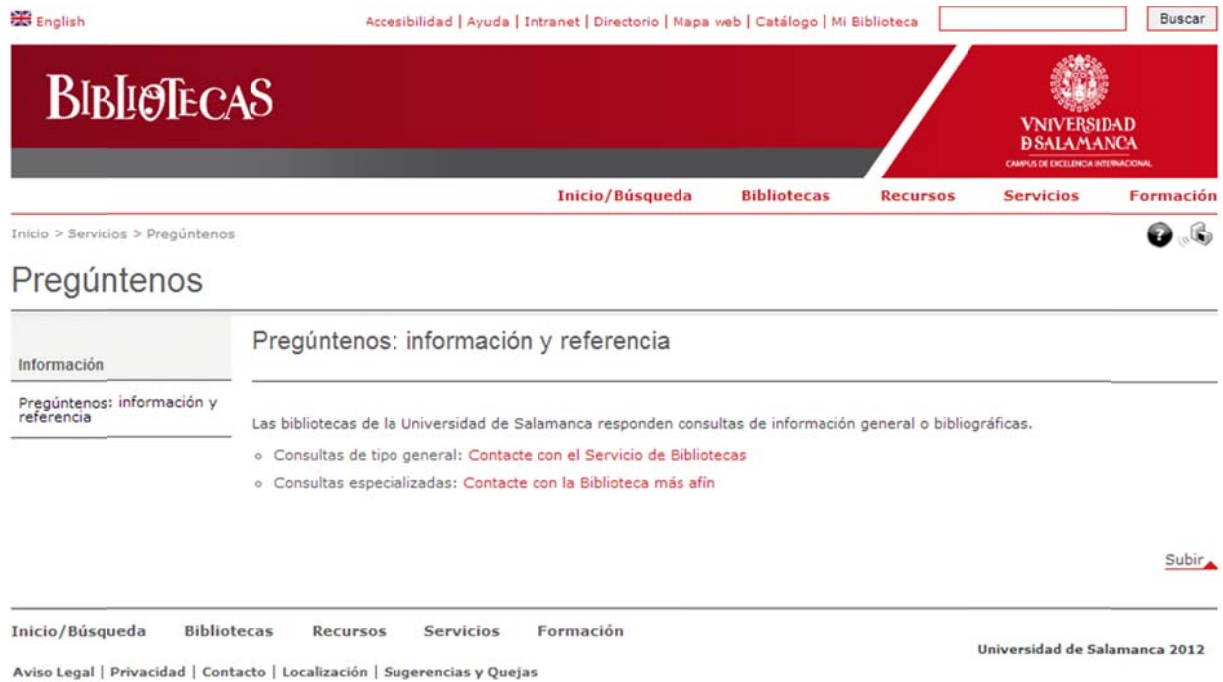 English Accesibilidad | Ayuda | Intranet | Directorio | Mapa web | Catálogo | Mi Biblioteca Buscar
BIBLIOTECAS
VNIVERSIDAD
D SALAMANCA
CAMPUS DE EXCELENCIA INTERNACIONAL
Inicio/Búsqueda Bibliotecas Recursos Servicios Formación
Inicio > Servicios > Pregúntenos
Pregúntenos
Información
Pregúntenos: información y
referencia
Pregúntenos: información y referencia
Las bibliotecas de la Universidad de Salamanca responden consultas de información general o bibliográficas.
Consultas de tipo general: Contacte con el Servicio de Bibliotecas
Consultas especializadas: Contacte con la Biblioteca más afín
Subir
Inicio/Búsqueda Bibliotecas Recursos Servicios Formación
Universidad de Salamanca 2012
Aviso Legal | Privacidad | Contacto | Localización | Sugerencias y Quejas